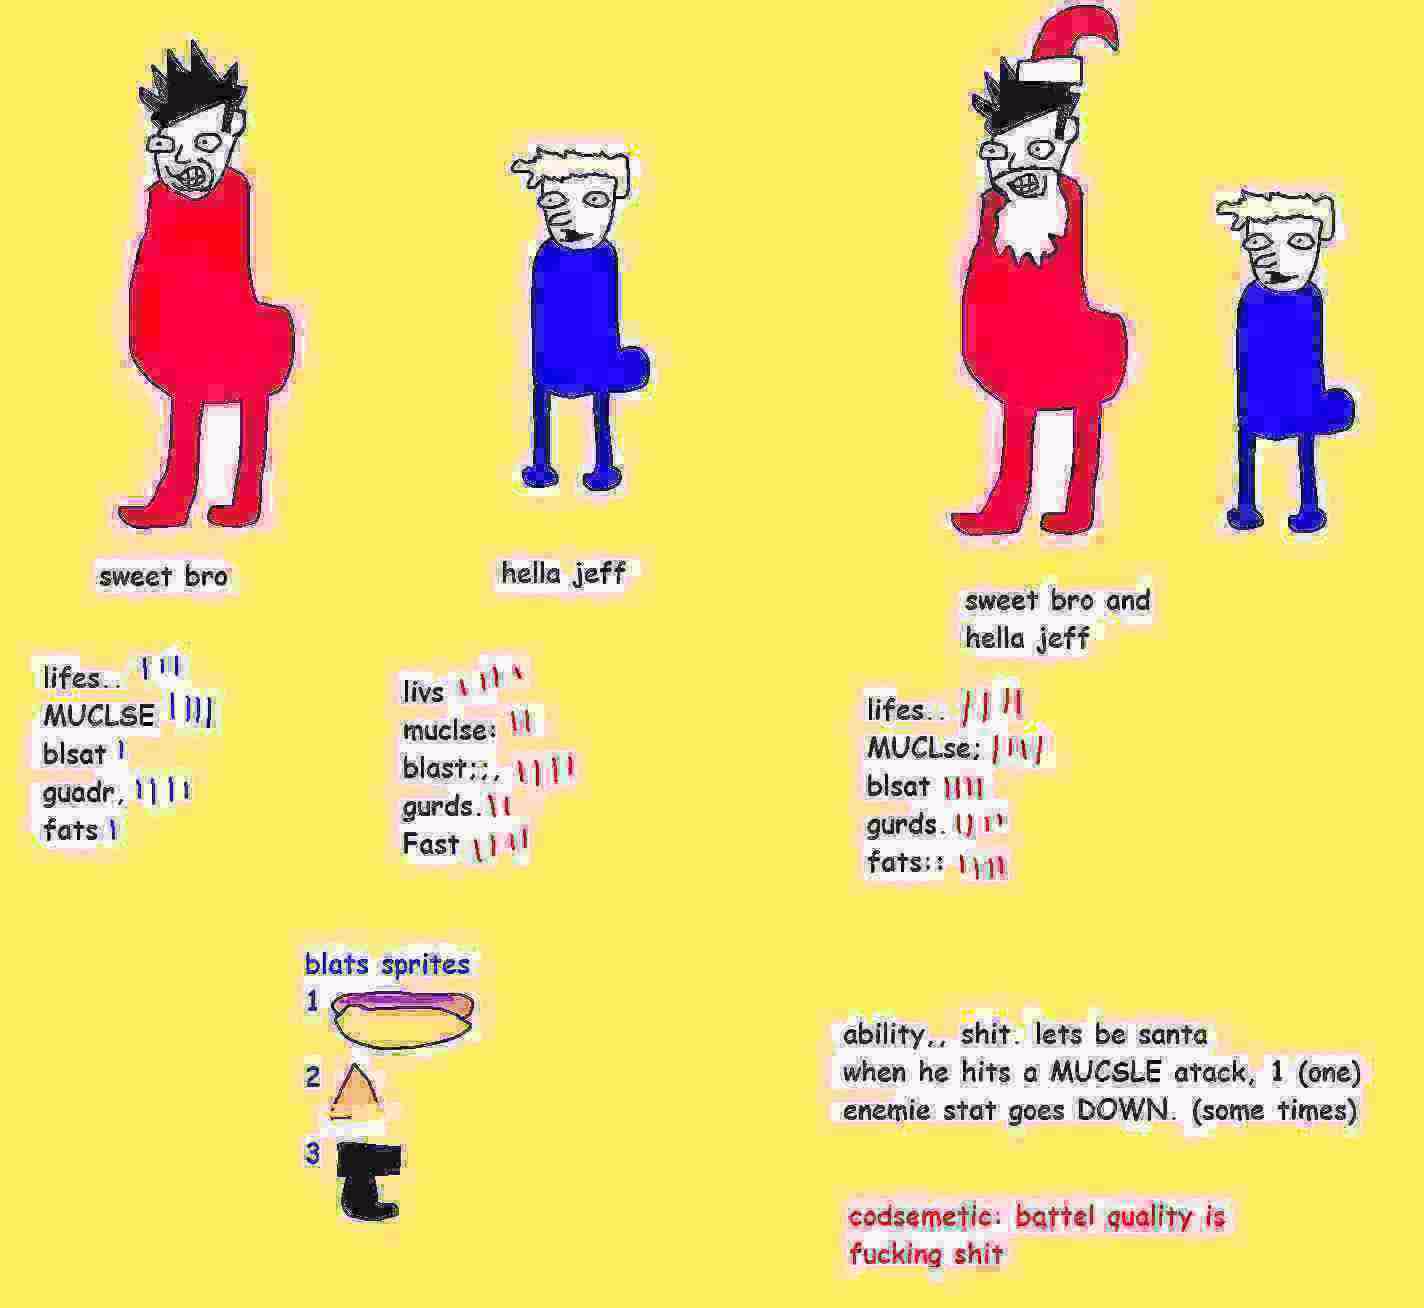 sweet bro
hella jeff
sweet bro and
hella jeff
lifes..
MUCLSE
blsat
guadr,
fats
livs
muclse:
blast;;,
gurds.
Fast
lifes..
MUCLse;
blsat
gurds.
fats::
blats sprites
1
2
3
ability,, shit. lets be santa
when he hits a MUCSLE atack, 1 (one)
enemie stat goes DOWN. (some times)
codsemetic: battel quality is
fucking shit